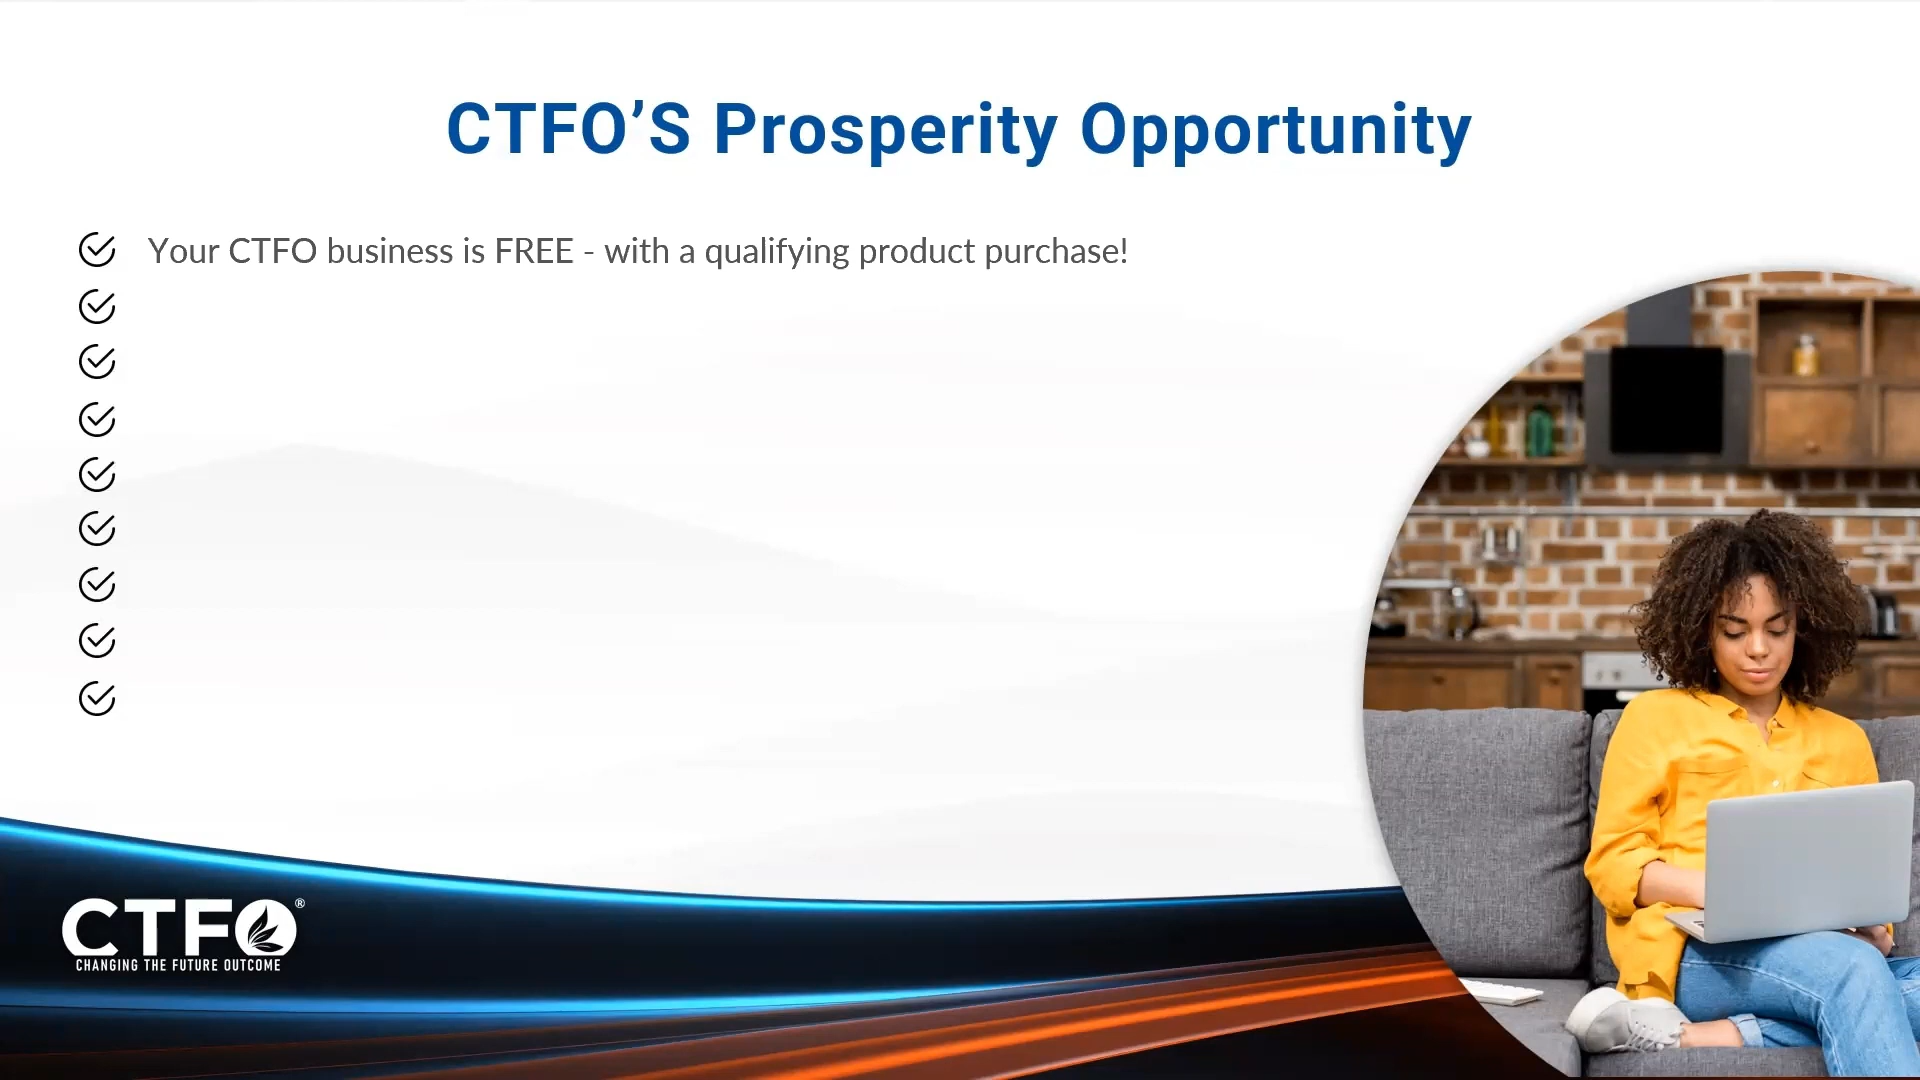 CTFO’S Prosperity Opportunity
Your CTFO business is FREE - with a qualifying product purchase!
CTFO®
CHANGING THE FUTURE OUTCOME